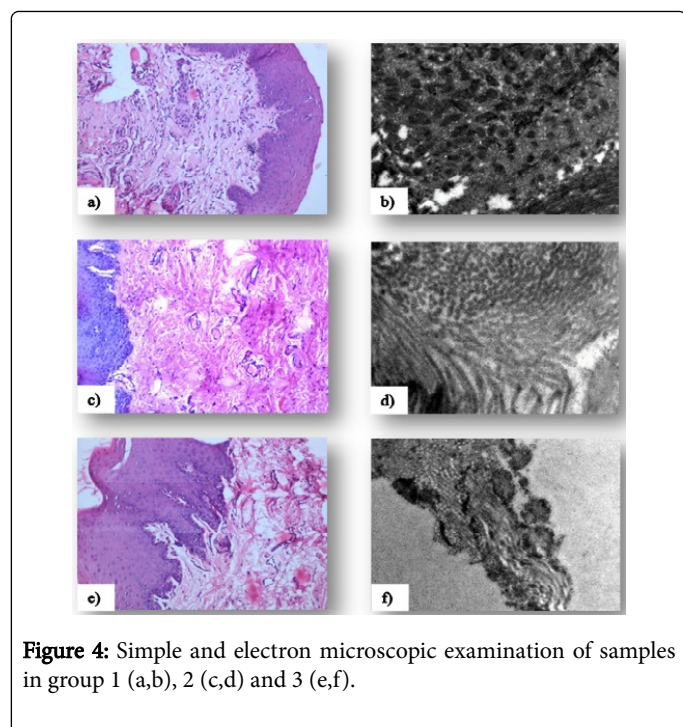 a)
b)
c)
d)
e)
f)
Figure 4: Simple and electron microscopic examination of samples
in group 1 (a,b), 2 (c,d) and 3 (e,f).